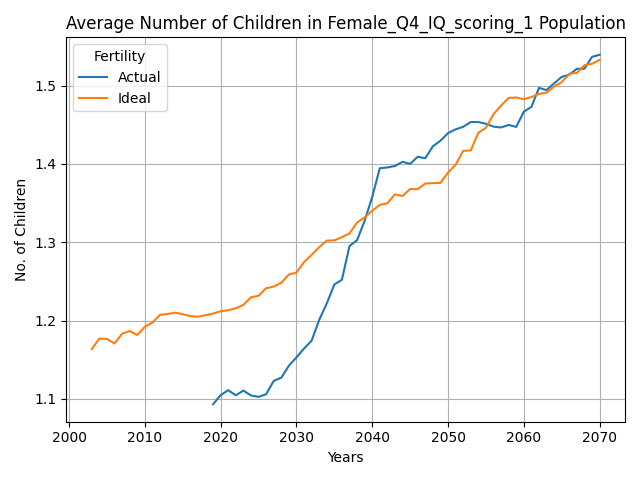 Average Number of Children in Female_Q4_IQ_scoring_1 Population
Fertility
Actual
Ideal
No. of Children
1.5
1.4
1.3
1.2
1.1
2000 2010 2020 2030 2040 2050 2060 2070
Years